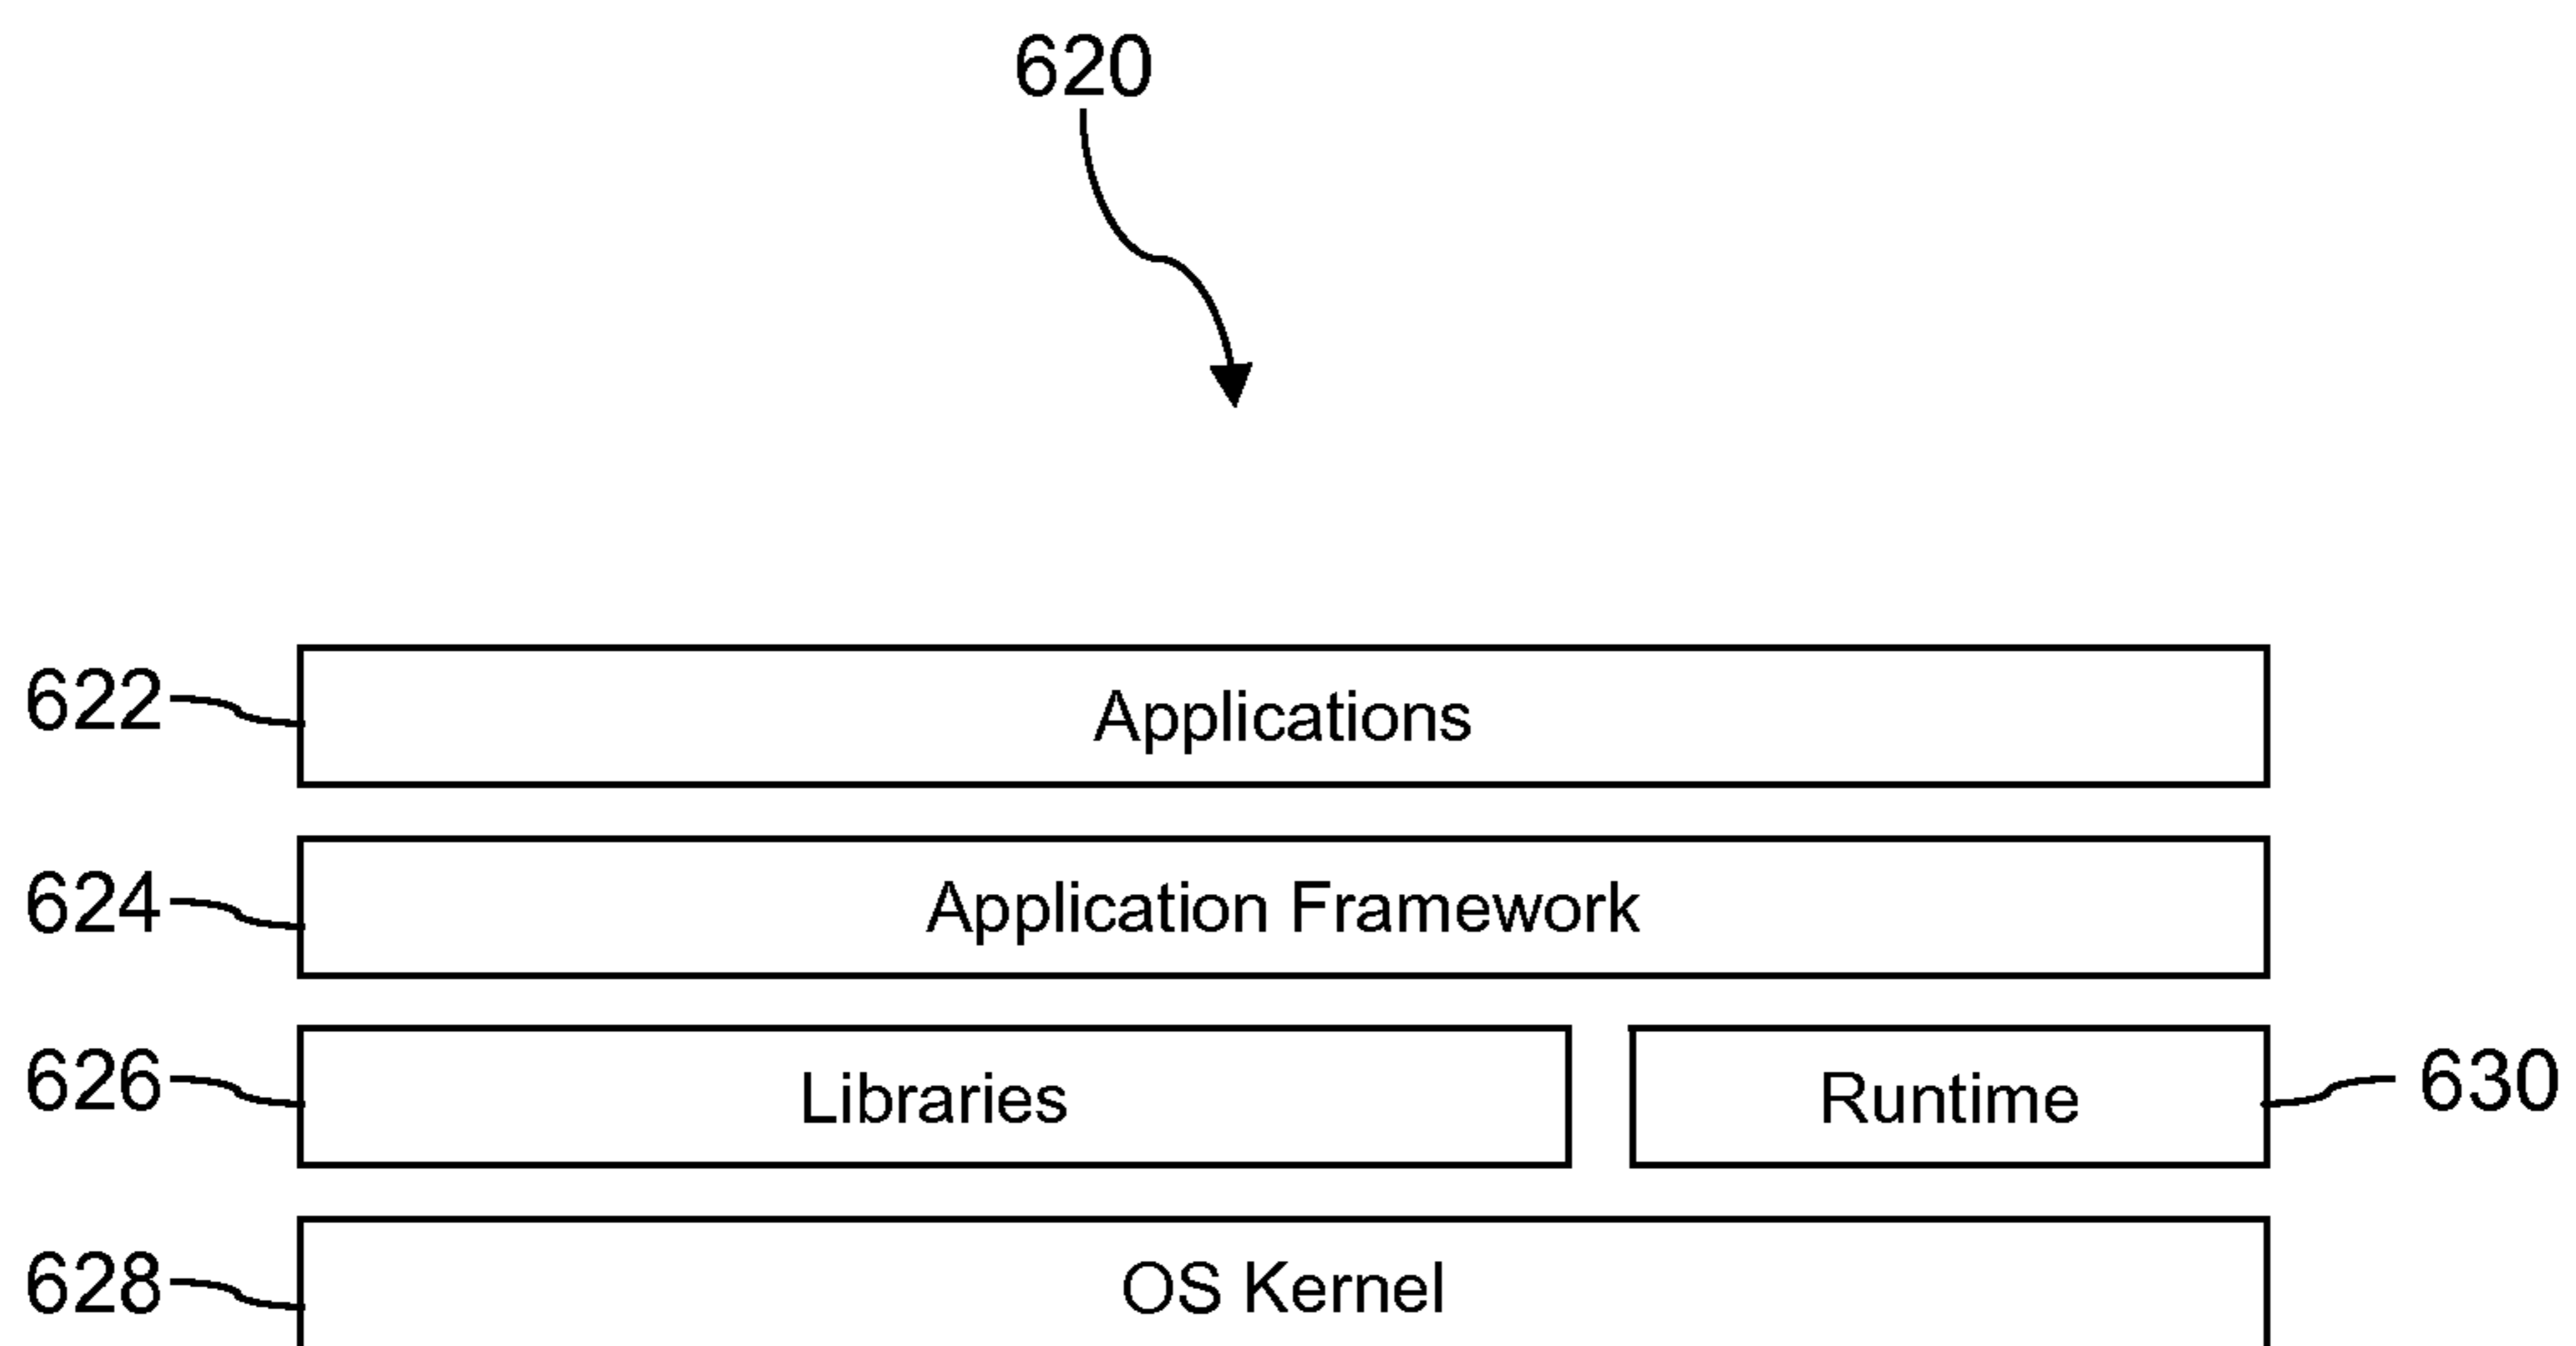 620
622 Applications
624 Application Framework
626 Libraries Runtime 630
628 OS Kernel